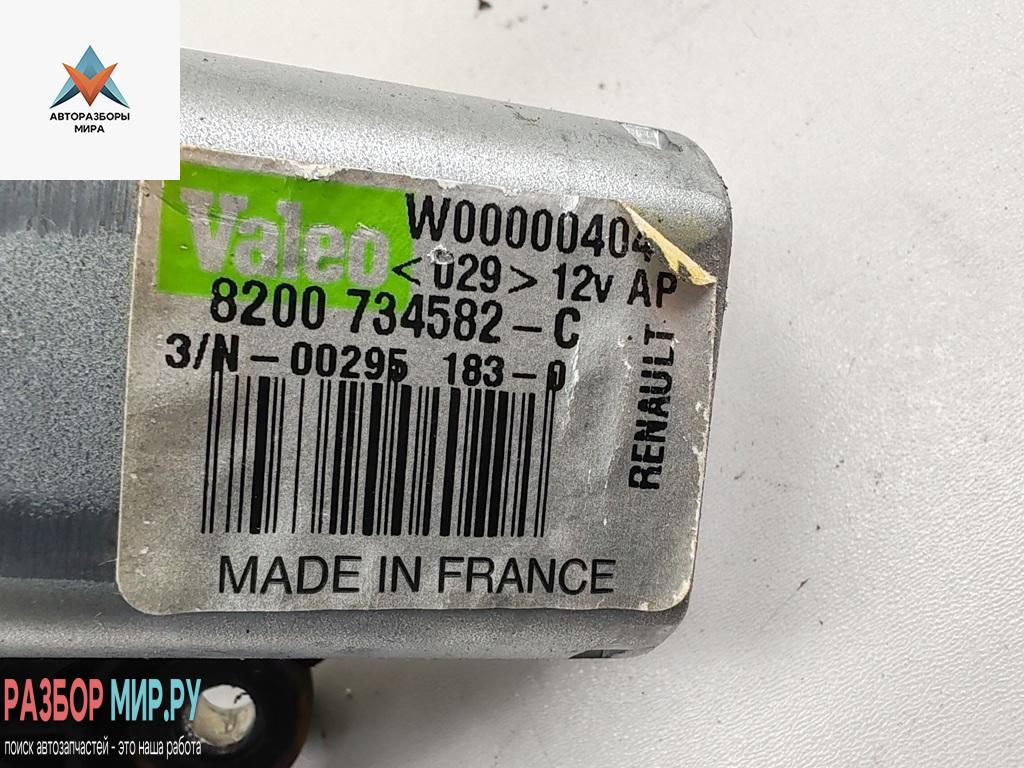 АВТОРАЗБОРЫ
МИРА
Valeo
W00000404
<029> 12v AP
8200 734582-C
3/N-00295 183-0
RENAULT
MADE IN FRANCE
РАЗБОР МИР.РУ
поиск автозапчастей - это наша работа